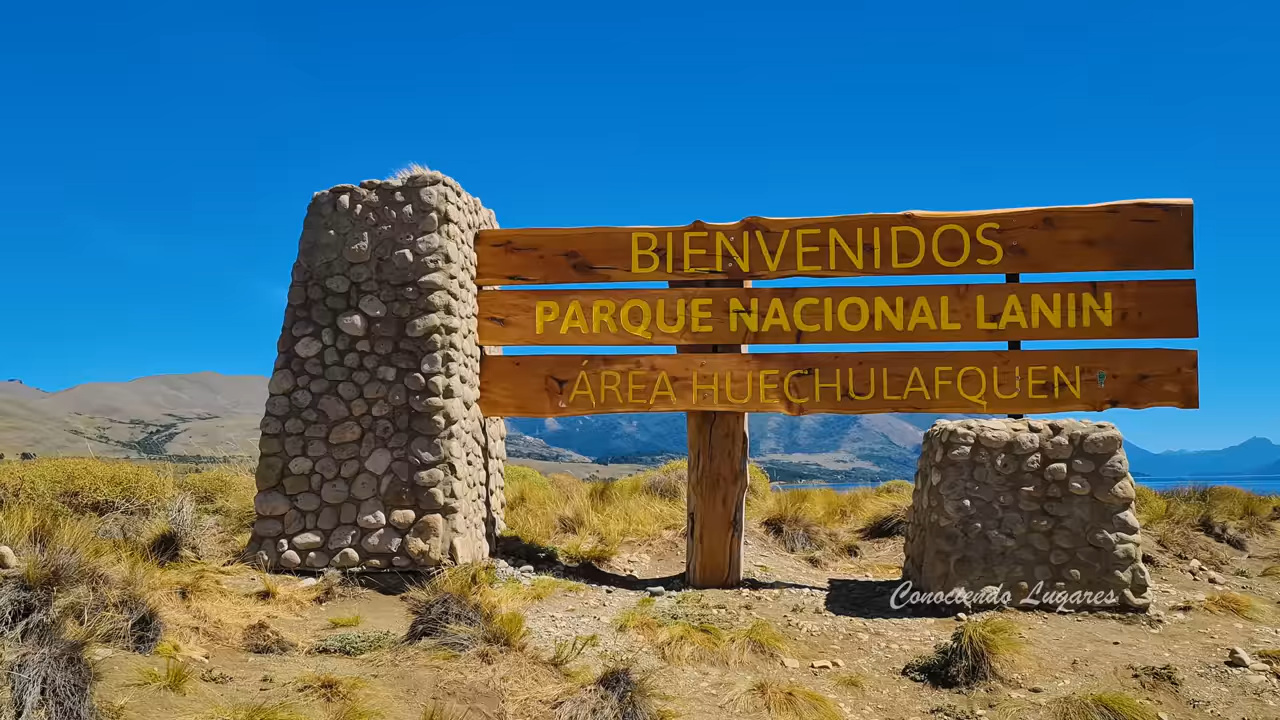 BIENVENIDOS
PARQUE NACIONAL LANIN
ÁREA HUECHULAFQUEN
Conociendo Lugares